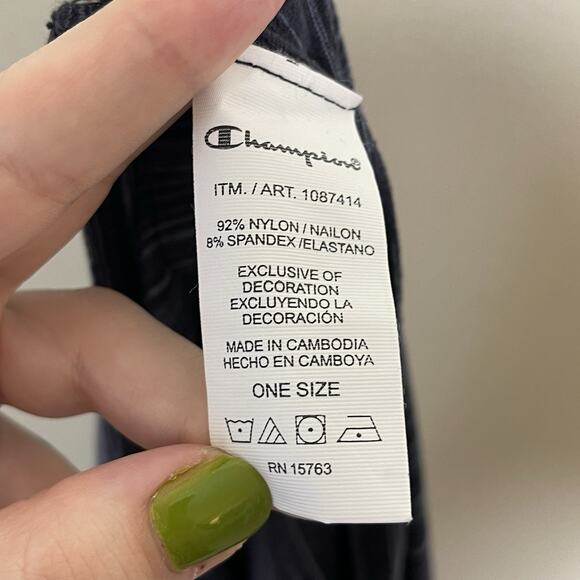 Champion®
ITM. / ART. 1087414
92% NYLON / NAILON
8% SPANDEX /ELASTANO
EXCLUSIVE OF
DECORATION
EXCLUYENDO LA
DECORACIÓN
MADE IN CAMBODIA
HECHO EN CAMBOYA
ONE SIZE
RN 15763